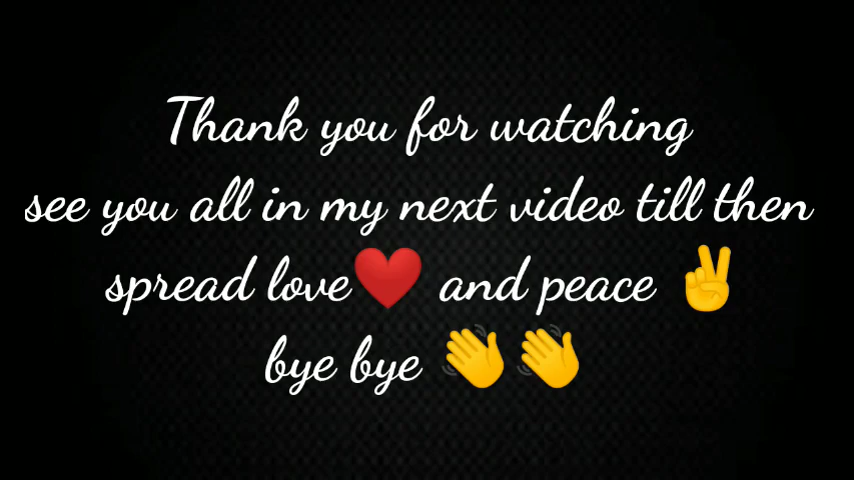 Thank you for watching
see you all in my next video till then
spread love❤️ and peace ✌️
bye bye 👋👋